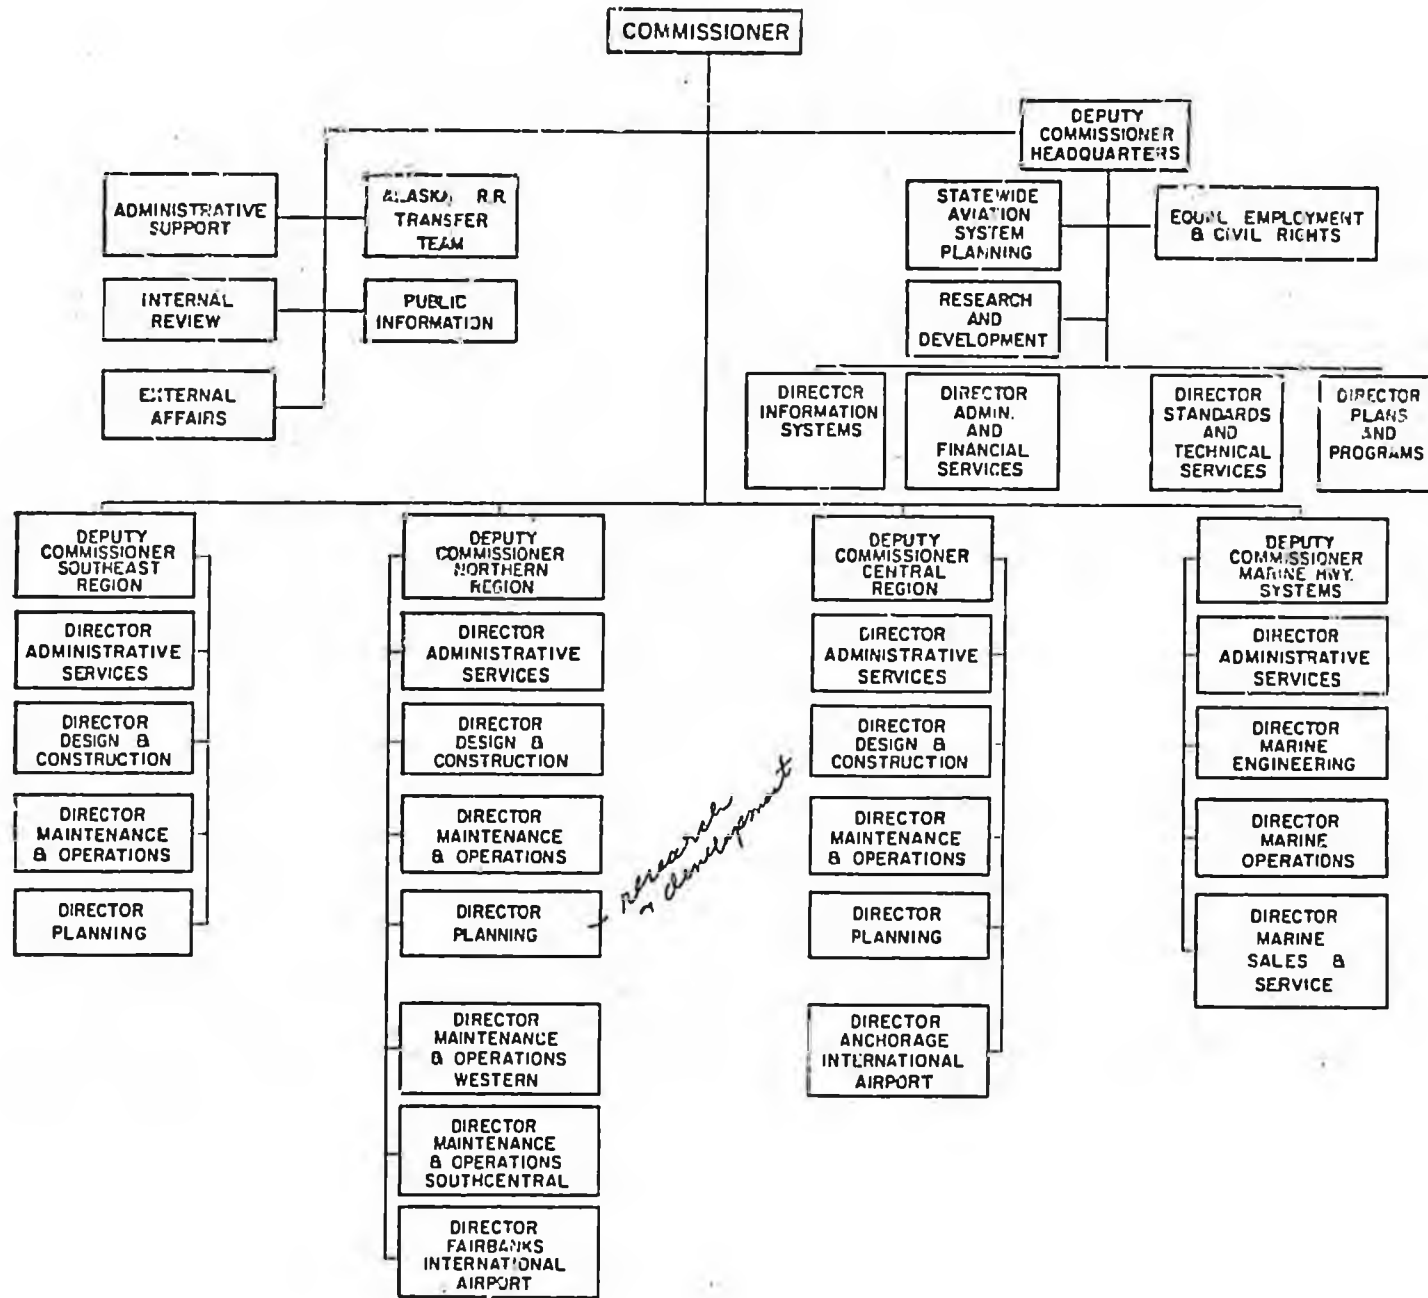 COMMISSIONER
DEPUTY
COMMISSIONER
HEADQUARTERS
ADMINISTRATIVE
SUPPORT
ALASKA R.R.
TRANSFER
TEAM
STATEWIDE
AVIATION
SYSTEM
PLANNING
EQUAL EMPLOYMENT
& CIVIL RIGHTS
INTERNAL
REVIEW
PUBLIC
INFORMATION
RESEARCH
AND
DEVELOPMENT
EXTERNAL
AFFAIRS
DIRECTOR
INFORMATION
SYSTEMS
DIRECTOR
ADMIN.
AND
FINANCIAL
SERVICES
DIRECTOR
STANDARDS
AND
TECHNICAL
SERVICES
DIRECTOR
PLANS
AND
PROGRAMS
DEPUTY
COMMISSIONER
SOUTHEAST
REGION
DIRECTOR
ADMINISTRATIVE
SERVICES
DIRECTOR
DESIGN &
CONSTRUCTION
DIRECTOR
MAINTENANCE
& OPERATIONS
DIRECTOR
PLANNING
DEPUTY
COMMISSIONER
NORTHERN
REGION
DIRECTOR
ADMINISTRATIVE
SERVICES
DIRECTOR
DESIGN &
CONSTRUCTION
DIRECTOR
MAINTENANCE
& OPERATIONS
DIRECTOR
PLANNING
research
& development
DIRECTOR
MAINTENANCE
& OPERATIONS
WESTERN
DIRECTOR
MAINTENANCE
& OPERATIONS
SOUTHCENTRAL
DIRECTOR
FAIRBANKS
INTERNATIONAL
AIRPORT
DEPUTY
COMMISSIONER
CENTRAL
REGION
DIRECTOR
ADMINISTRATIVE
SERVICES
DIRECTOR
DESIGN &
CONSTRUCTION
DIRECTOR
MAINTENANCE
& OPERATIONS
DIRECTOR
PLANNING
DIRECTOR
ANCHORAGE
INTERNATIONAL
AIRPORT
DEPUTY
COMMISSIONER
MARINE HWY.
SYSTEMS
DIRECTOR
ADMINISTRATIVE
SERVICES
DIRECTOR
MARINE
ENGINEERING
DIRECTOR
MARINE
OPERATIONS
DIRECTOR
MARINE
SALES &
SERVICE